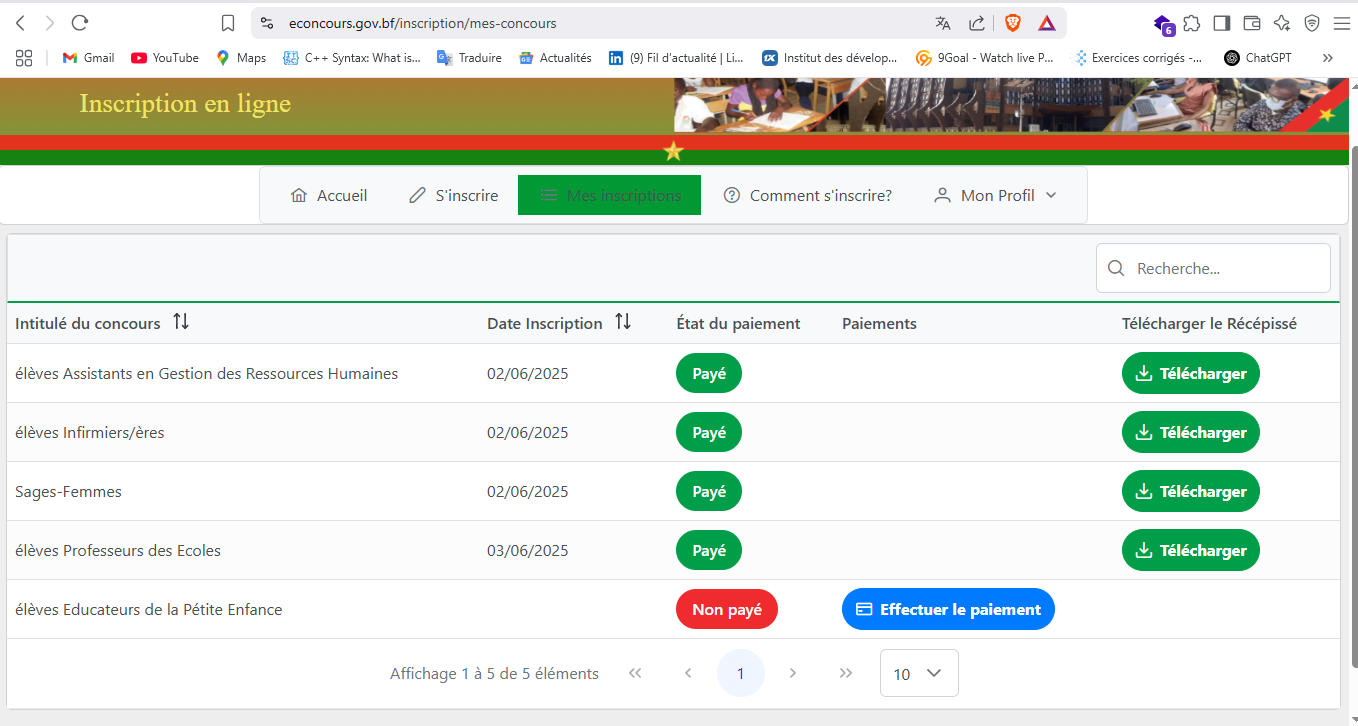 econcours.gov.bf/inscription/mes-concours
6
Gmail YouTube Maps C++ Syntax: What is... Traduire Actualités (9) Fil d'actualité | Li... Institut des dévelop... 9Goal - Watch live P... Exercices corrigés -... ChatGPT »
Inscription en ligne
Accueil S'inscrire Mes inscriptions Comment s'inscrire? Mon Profil
Recherche...
Intitulé du concours Date Inscription État du paiement Paiements Télécharger le Récépissé
élèves Assistants en Gestion des Ressources Humaines 02/06/2025 Payé Télécharger
élèves Infirmiers/ères 02/06/2025 Payé Télécharger
Sages-Femmes 02/06/2025 Payé Télécharger
élèves Professeurs des Ecoles 03/06/2025 Payé Télécharger
élèves Educateurs de la Pétite Enfance Non payé Effectuer le paiement
Affichage 1 à 5 de 5 éléments « ‹ 1 › » 10